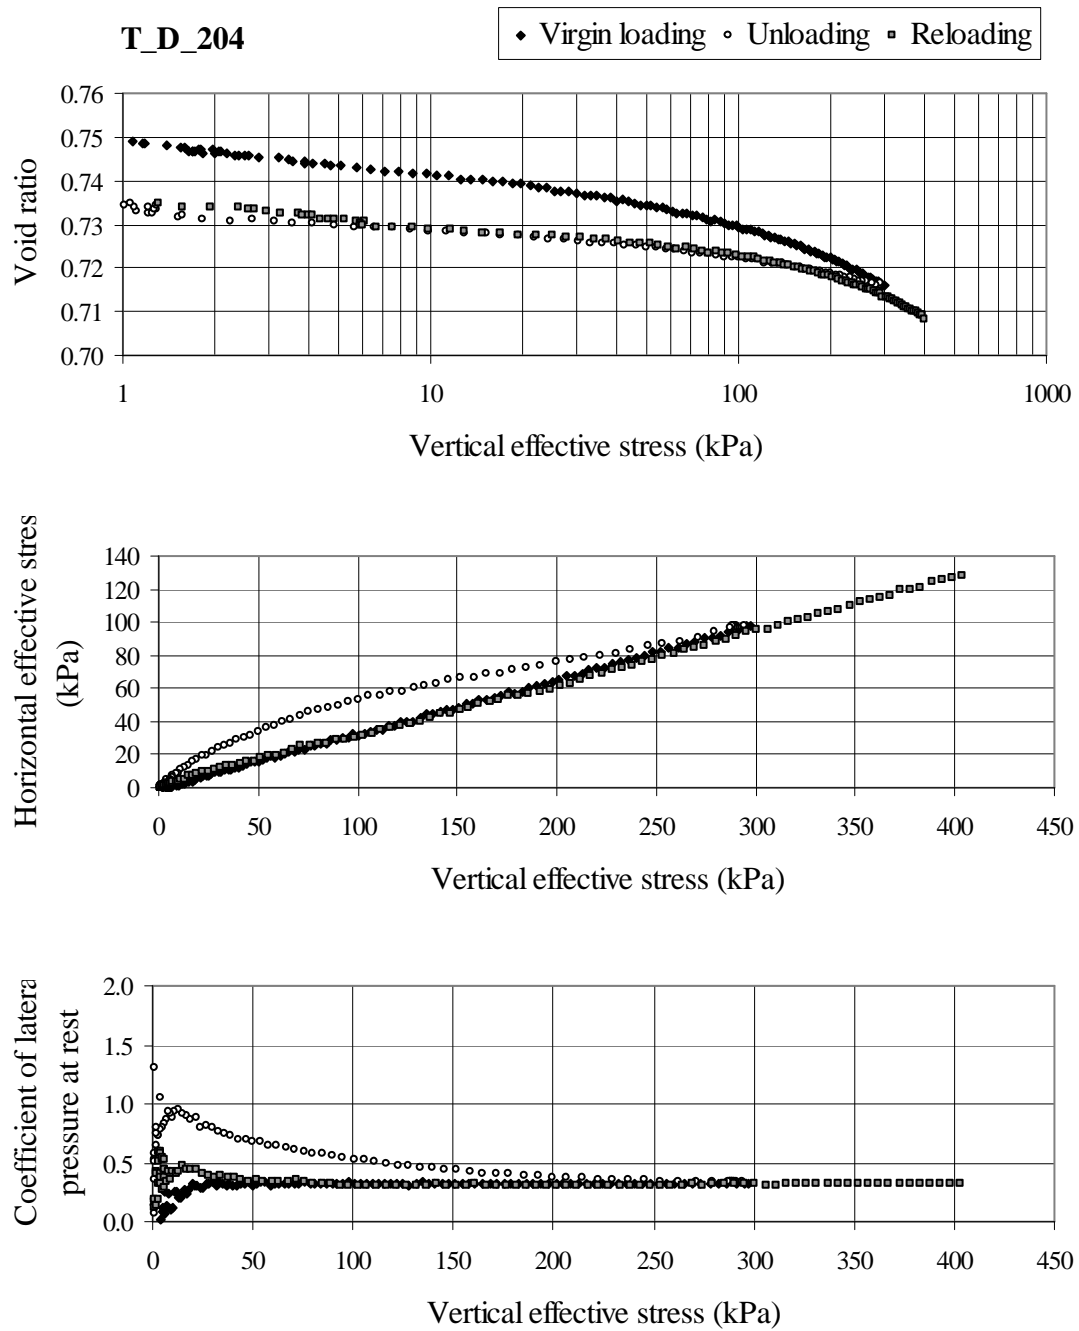 T_D_204
Virgin loading Unloading Reloading
0.76
0.75
0.74
0.73
0.72
0.71
0.70
Void ratio
1 10 100 1000
Vertical effective stress (kPa)
Horizontal effective stres
(kPa)
140
120
100
80
60
40
20
0
0 50 100 150 200 250 300 350 400 450
Vertical effective stress (kPa)
Coefficient of latera
pressure at rest
2.0
1.5
1.0
0.5
0.0
0 50 100 150 200 250 300 350 400 450
Vertical effective stress (kPa)